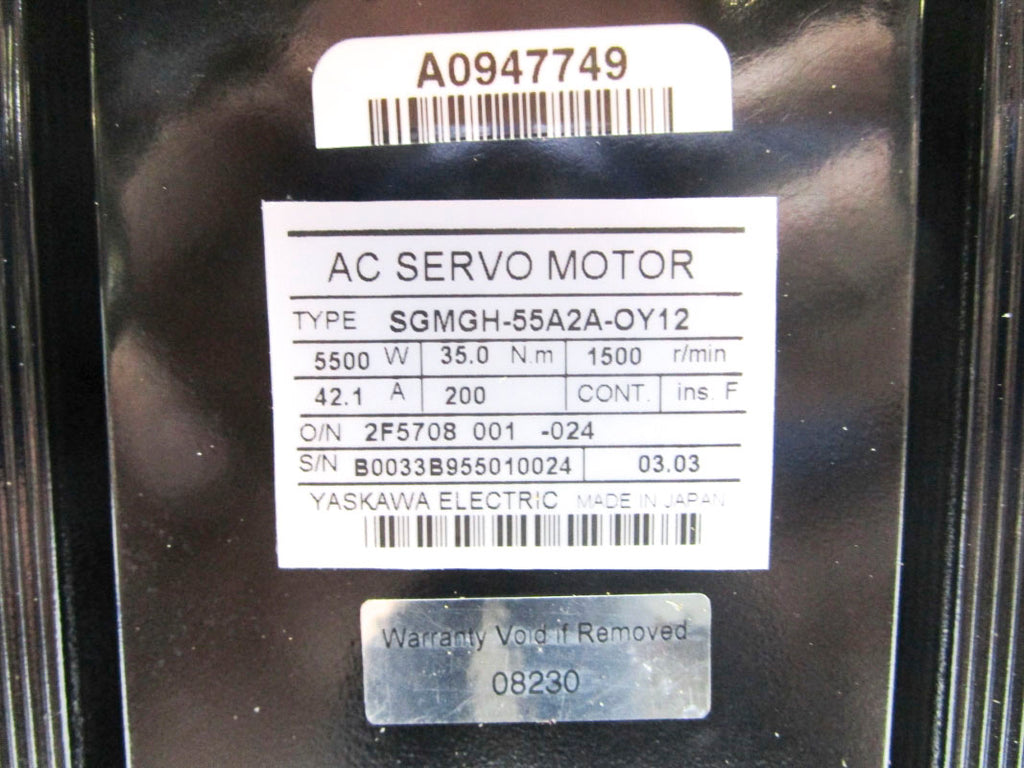 A0947749
AC SERVO MOTOR
TYPE SGMGH-55A2A-OY12
5500 W 35.0 N.m 1500 r/min
42.1 A 200 CONT. ins. F
O/N 2F5708 001 -024
S/N B0033B955010024 03.03
YASKAWA ELECTRIC MADE IN JAPAN
Warranty Void if Removed
08230